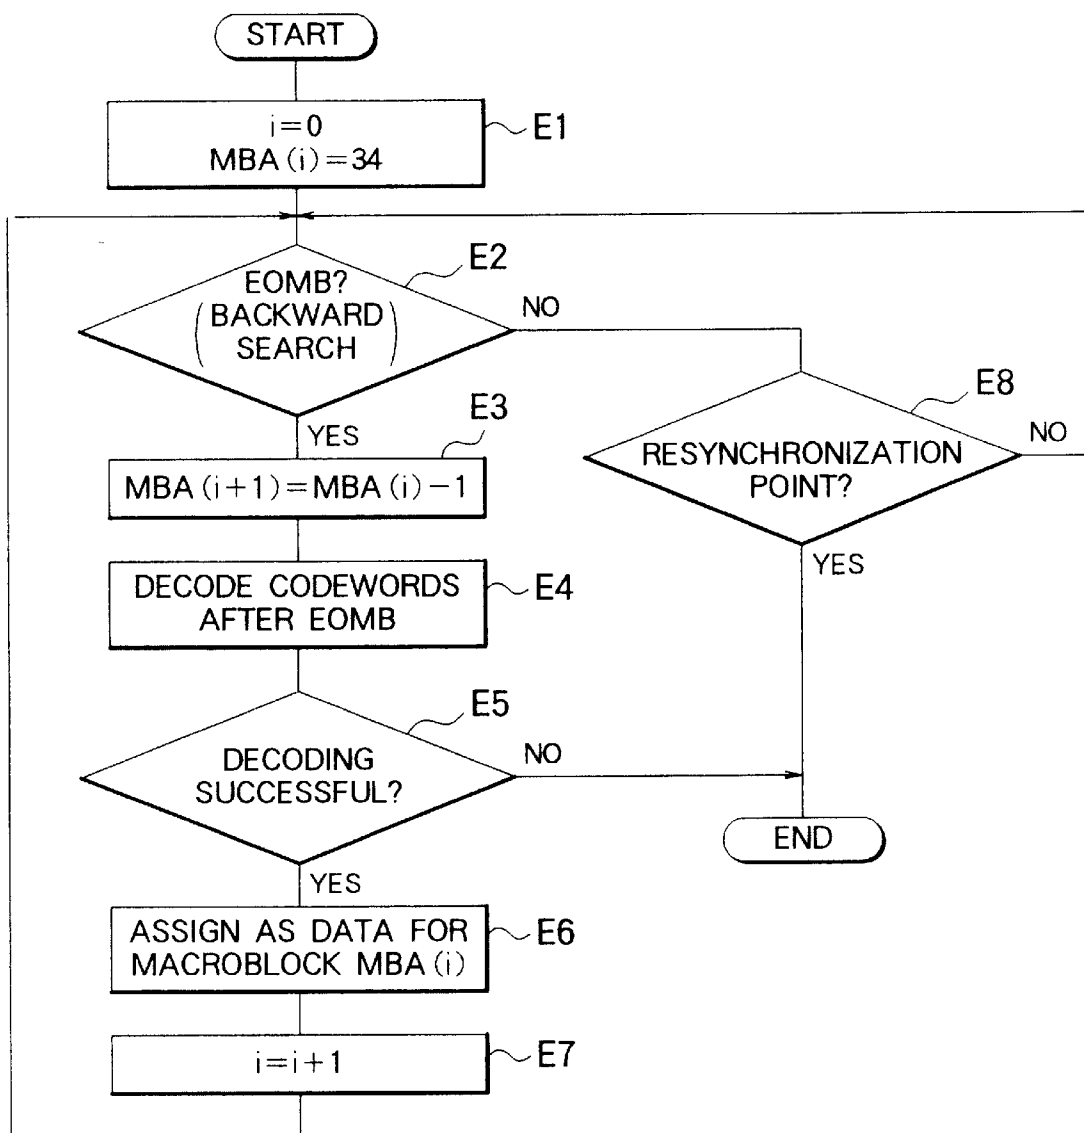 START
i=0
MBA(i)=34
E1
EOMB?
(BACKWARD
SEARCH)
E2
NO
YES
E3
MBA(i+1)=MBA(i)-1
E8
RESYNCHRONIZATION
POINT?
NO
YES
DECODE CODEWORDS
AFTER EOMB
E4
E5
DECODING
SUCCESSFUL?
NO
YES
END
ASSIGN AS DATA FOR
MACROBLOCK MBA(i)
E6
i=i+1
E7